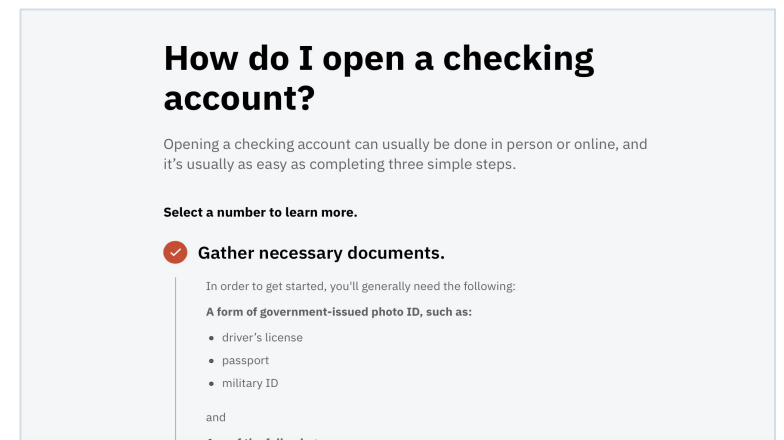 How do I open a checking
account?
Opening a checking account can usually be done in person or online, and
it’s usually as easy as completing three simple steps.
Select a number to learn more.
Gather necessary documents.
In order to get started, you'll generally need the following:
A form of government-issued photo ID, such as:
driver’s license
passport
military ID
and